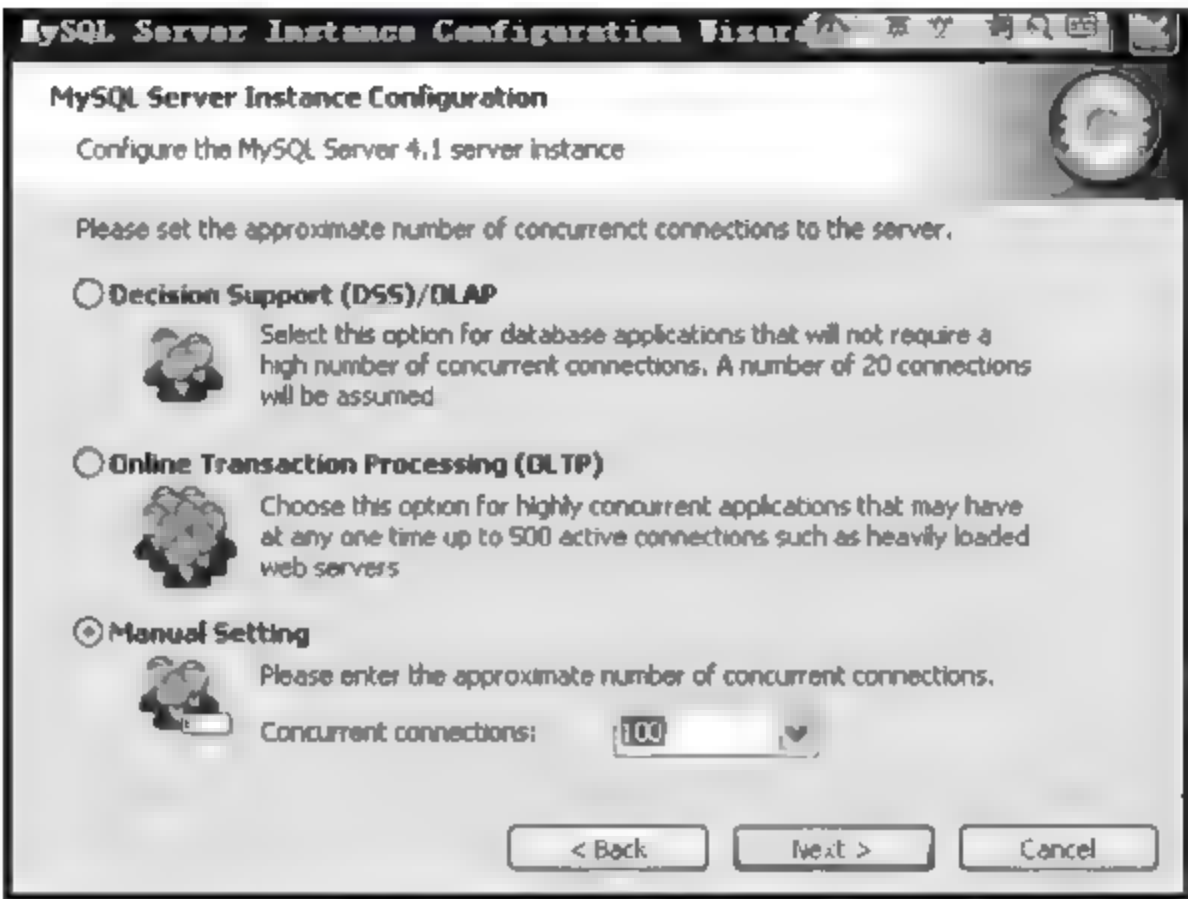 MySQL Server Instance Configuration Wizard
MySQL Server Instance Configuration
Configure the MySQL Server 4.1 server instance
Please set the approximate number of concurrenct connections to the server.
Decision Support (DSS)/OLAP
Select this option for database applications that will not require a
high number of concurrent connections. A number of 20 connections
will be assumed
Online Transaction Processing (OLTP)
Choose this option for highly concurrent applications that may have
at any one time up to 500 active connections such as heavily loaded
web servers
Manual Setting
Please enter the approximate number of concurrent connections.
Concurrent connections: 100
< Back Next > Cancel